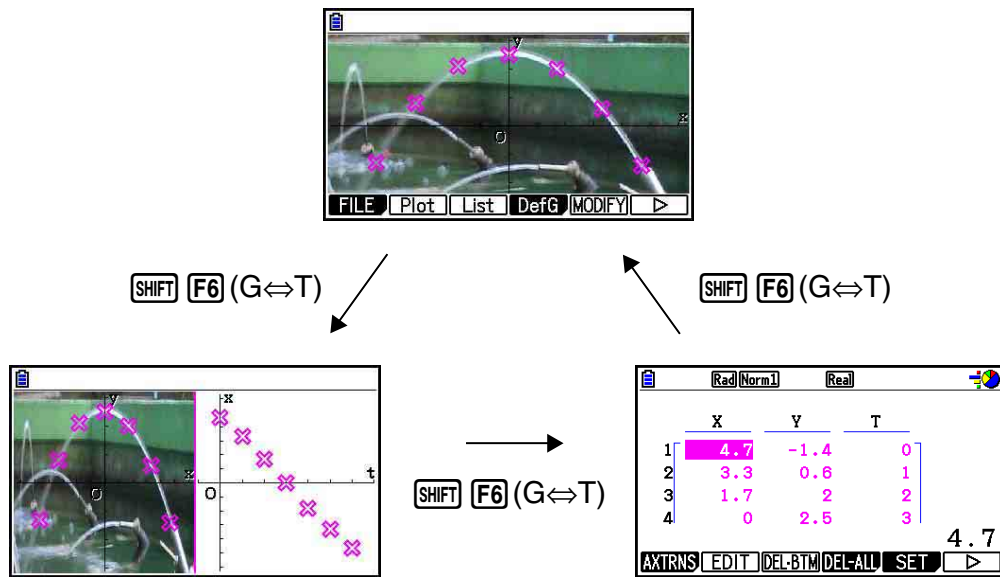 y
x
O
FILE Plot List DefG MODIFY ▷
SHIFT F6 (G⇔T)
SHIFT F6 (G⇔T)
y
x
O
x
t
O
SHIFT F6 (G⇔T)
Rad Norm1 Real
X Y T
1 4.7 -1.4 0
2 3.3 0.6 1
3 1.7 2 2
4 0 2.5 3
4.7
AXTRNS EDIT DEL·BTM DEL·ALL SET ▷